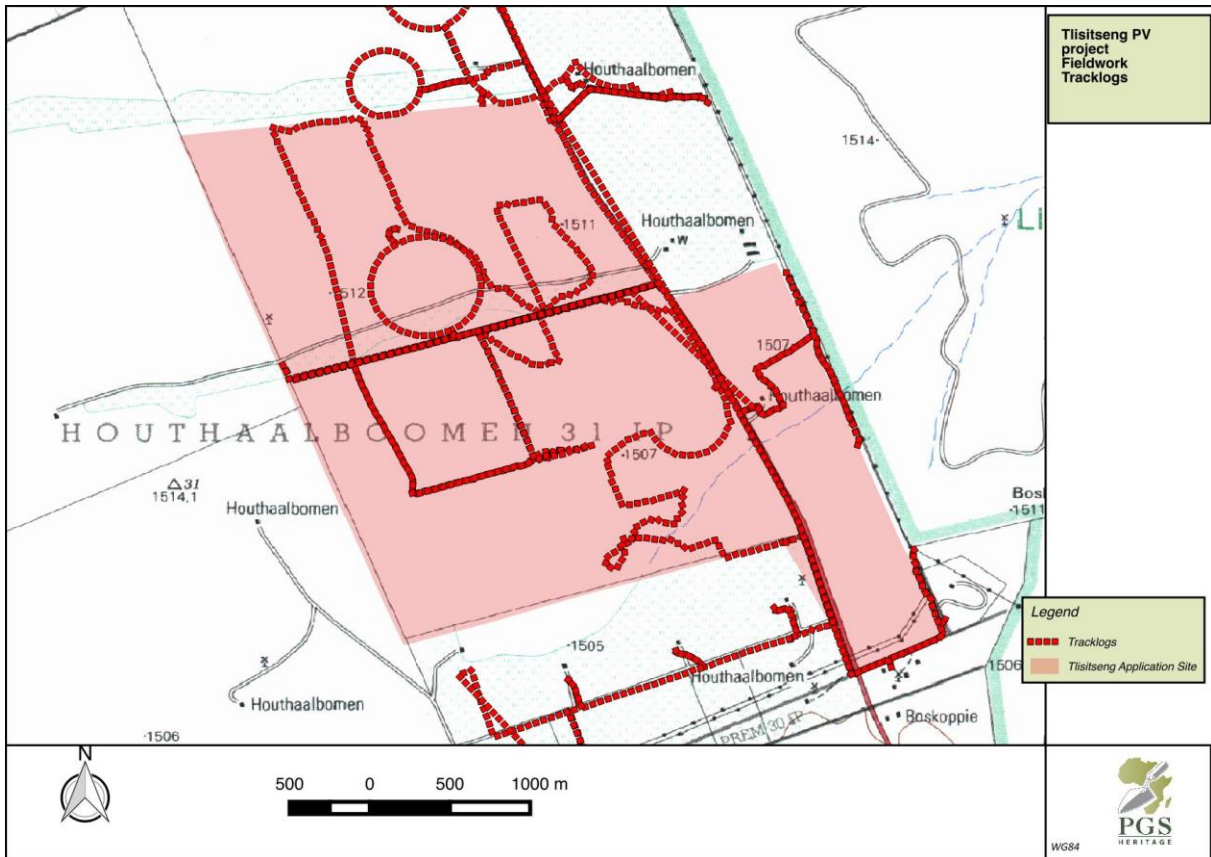 Tlisitseng PV
project
Fieldwork
Tracklogs
Houthaalbomen
1514
Houthaalbomen
W
1511
Li
1512
1507
Houthaalbomen
HOUTHAALBOOMEN 31 IP
1507
31
1514,1
Houthaalbomen
Bosl
1511
1505
Houthaalbomen
1506
Houthaalbomen
Boskoppie
PREM 30 IP
1506
Legend
Tracklogs
Tlisitseng Application Site
N
500 0 500 1000 m
PGS
HERITAGE
WG84